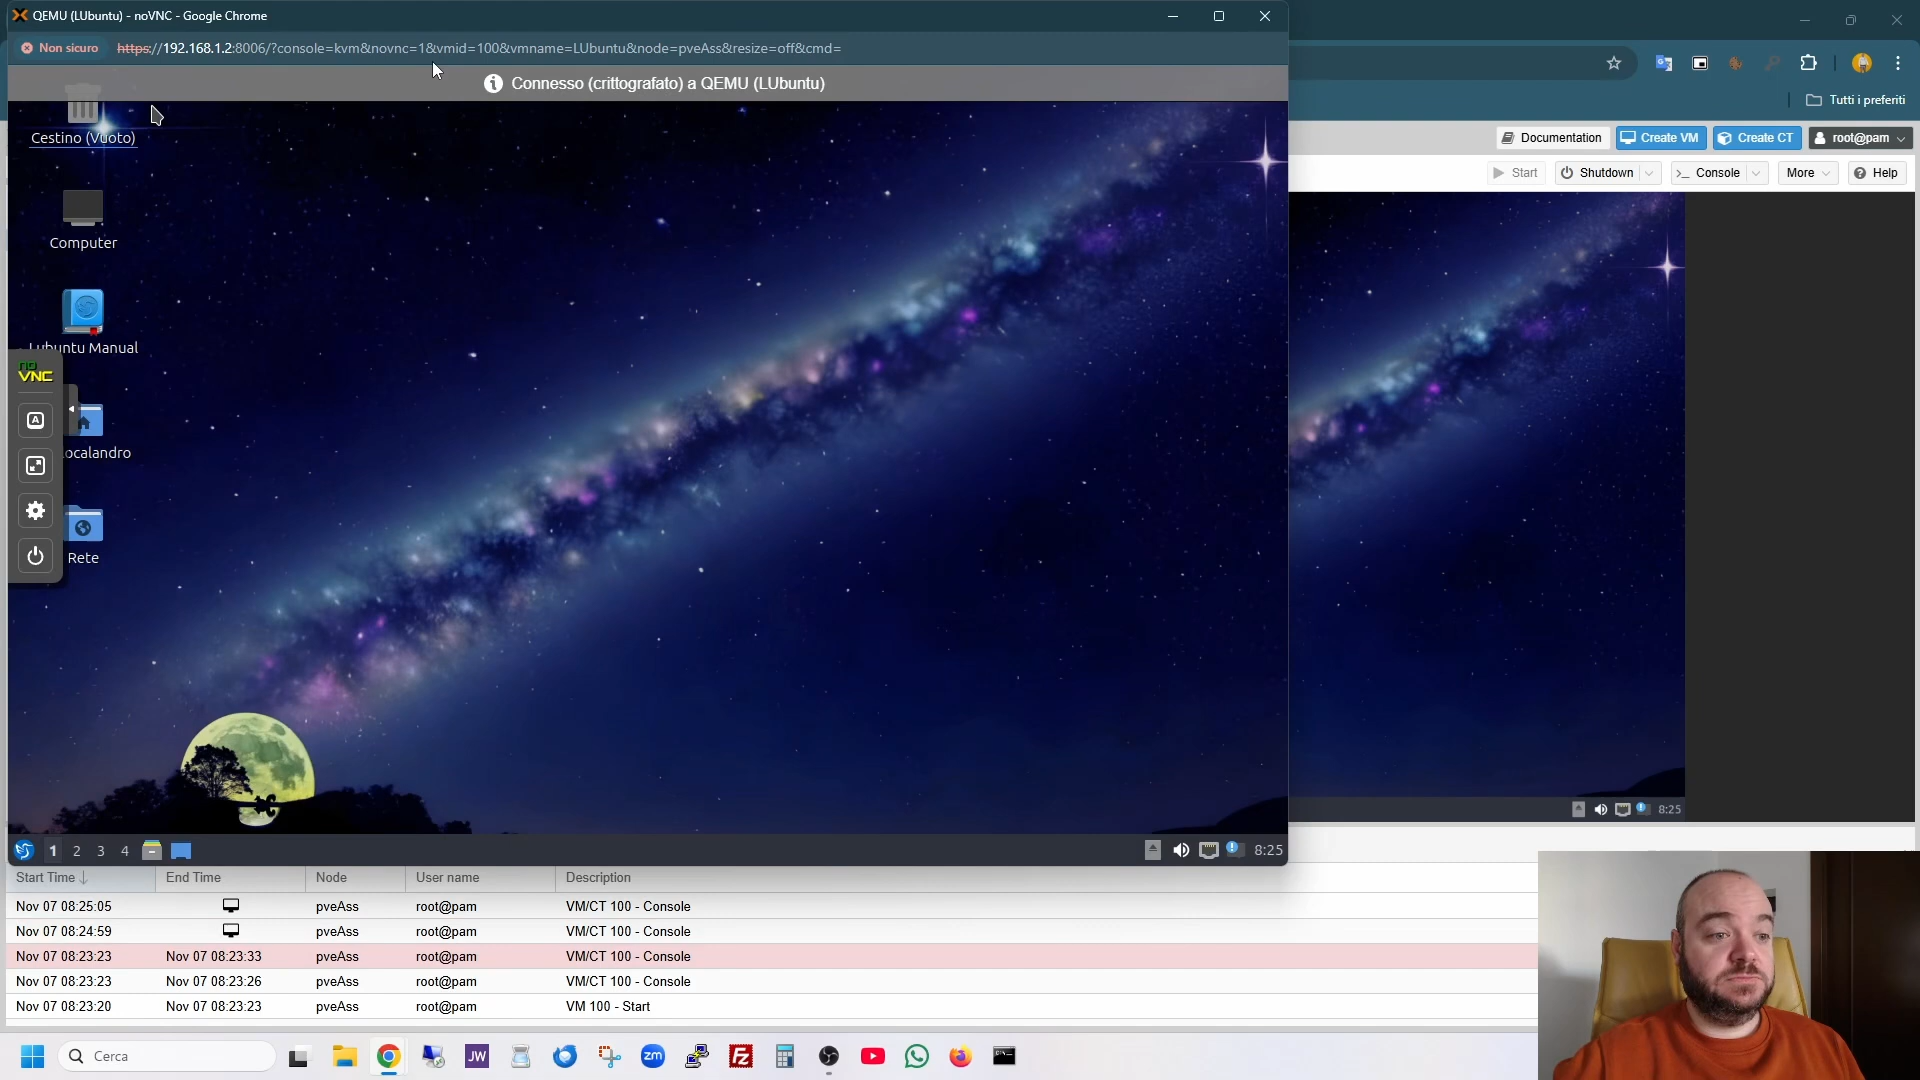 QEMU (LUbuntu) - noVNC - Google Chrome
Non sicuro
https://192.168.1.2:8006/?console=kvm&novnc=1&vmid=100&vmname=LUbuntu&node=pveAss&resize=off&cmd=
Connesso (crittografato) a QEMU (LUbuntu)
Tutti i preferiti
Documentation
Create VM
Create CT
root@pam
Start
Shutdown
Console
More
Help
Cestino (Vuoto)
Computer
Lubuntu Manual
no
VNC
A
ocalandro
Rete
8:25
1 2 3 4
8:25
Start Time
End Time
Node
User name
Description
Nov 07 08:25:05 pveAss root@pam VM/CT 100 - Console
Nov 07 08:24:59 pveAss root@pam VM/CT 100 - Console
Nov 07 08:23:23 Nov 07 08:23:33 pveAss root@pam VM/CT 100 - Console
Nov 07 08:23:23 Nov 07 08:23:26 pveAss root@pam VM/CT 100 - Console
Nov 07 08:23:20 Nov 07 08:23:23 pveAss root@pam VM 100 - Start
Cerca
JW
zm
FZ